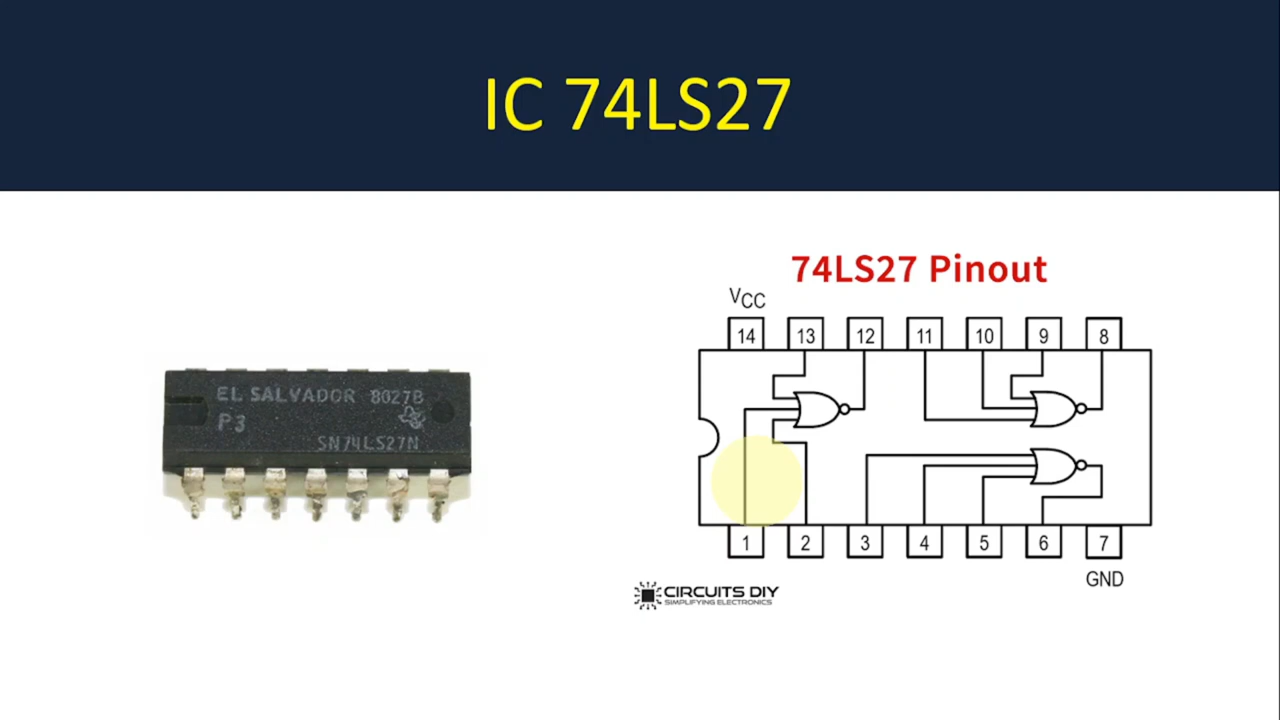 IC 74LS27
74LS27 Pinout
VCC
14 13 12 11 10 9 8
EL SALVADOR 8027B
P3
SN74LS27N
1 2 3 4 5 6 7
GND
CIRCUITS DIY
SIMPLIFYING ELECTRONICS